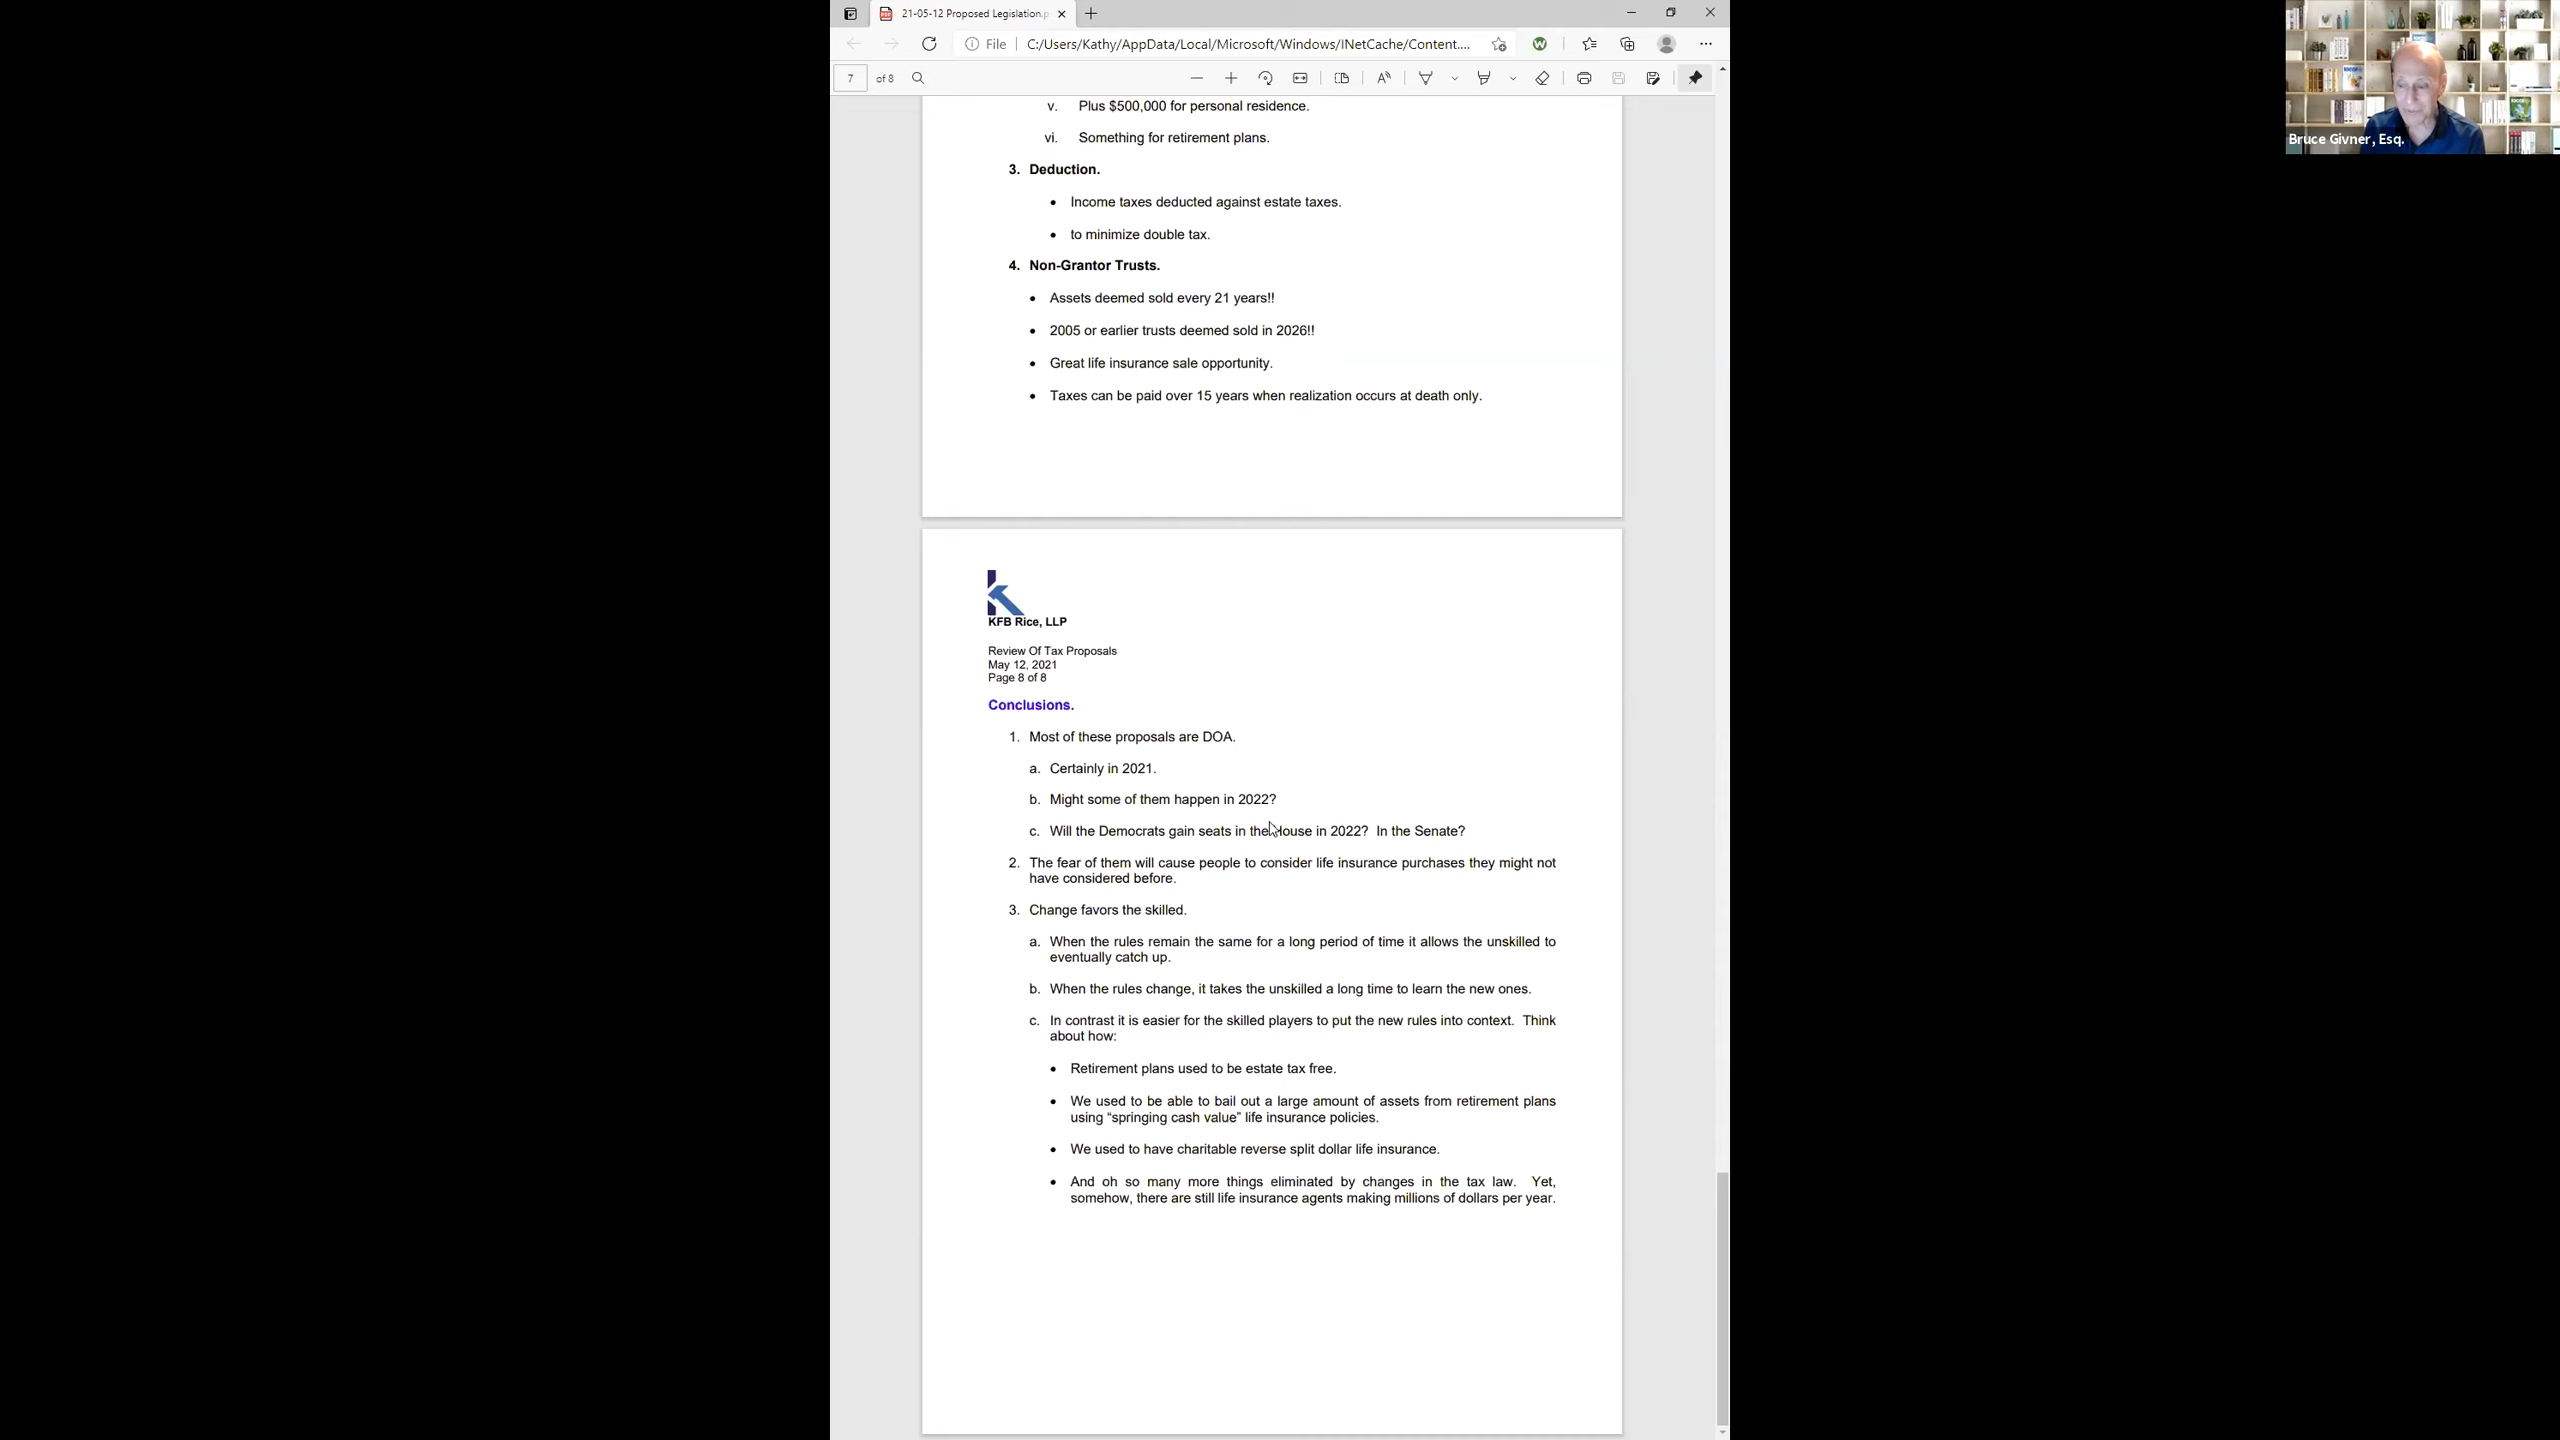 21-05-12 Proposed Legislation.p
File
C:/Users/Kathy/AppData/Local/Microsoft/Windows/INetCache/Content....
7 of 8
Bruce Givner, Esq.
v. Plus $500,000 for personal residence.
vi. Something for retirement plans.
3. Deduction.
• Income taxes deducted against estate taxes.
• to minimize double tax.
4. Non-Grantor Trusts.
• Assets deemed sold every 21 years!!
• 2005 or earlier trusts deemed sold in 2026!!
• Great life insurance sale opportunity.
• Taxes can be paid over 15 years when realization occurs at death only.
KFB Rice, LLP
Review Of Tax Proposals
May 12, 2021
Page 8 of 8
Conclusions.
1. Most of these proposals are DOA.
a. Certainly in 2021.
b. Might some of them happen in 2022?
c. Will the Democrats gain seats in the House in 2022? In the Senate?
2. The fear of them will cause people to consider life insurance purchases they might not
have considered before.
3. Change favors the skilled.
a. When the rules remain the same for a long period of time it allows the unskilled to
eventually catch up.
b. When the rules change, it takes the unskilled a long time to learn the new ones.
c. In contrast it is easier for the skilled players to put the new rules into context. Think
about how:
• Retirement plans used to be estate tax free.
• We used to be able to bail out a large amount of assets from retirement plans
using “springing cash value” life insurance policies.
• We used to have charitable reverse split dollar life insurance.
• And oh so many more things eliminated by changes in the tax law. Yet,
somehow, there are still life insurance agents making millions of dollars per year.